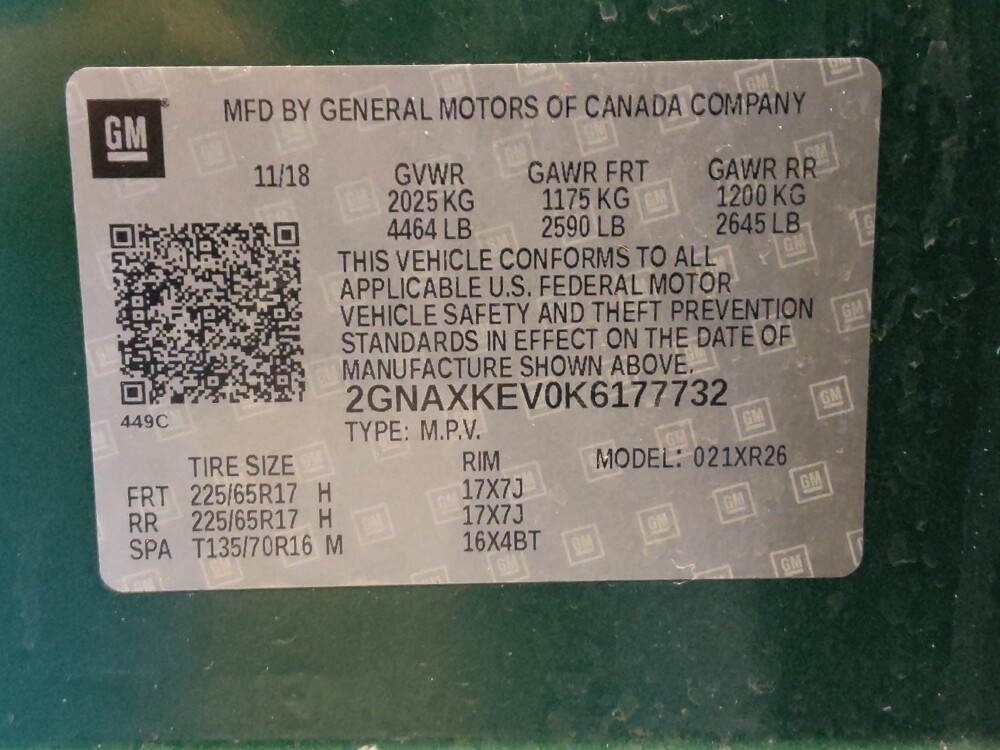 GM
MFD BY GENERAL MOTORS OF CANADA COMPANY
11/18 GVWR GAWR FRT GAWR RR
2025 KG 1175 KG 1200 KG
4464 LB 2590 LB 2645 LB
THIS VEHICLE CONFORMS TO ALL
APPLICABLE U.S. FEDERAL MOTOR
VEHICLE SAFETY AND THEFT PREVENTION
STANDARDS IN EFFECT ON THE DATE OF
MANUFACTURE SHOWN ABOVE.
2GNAXKEV0K6177732
449C
TYPE: M.P.V.
TIRE SIZE RIM MODEL: 021XR26
FRT 225/65R17 H 17X7J
RR 225/65R17 H 17X7J
SPA T135/70R16 M 16X4BT